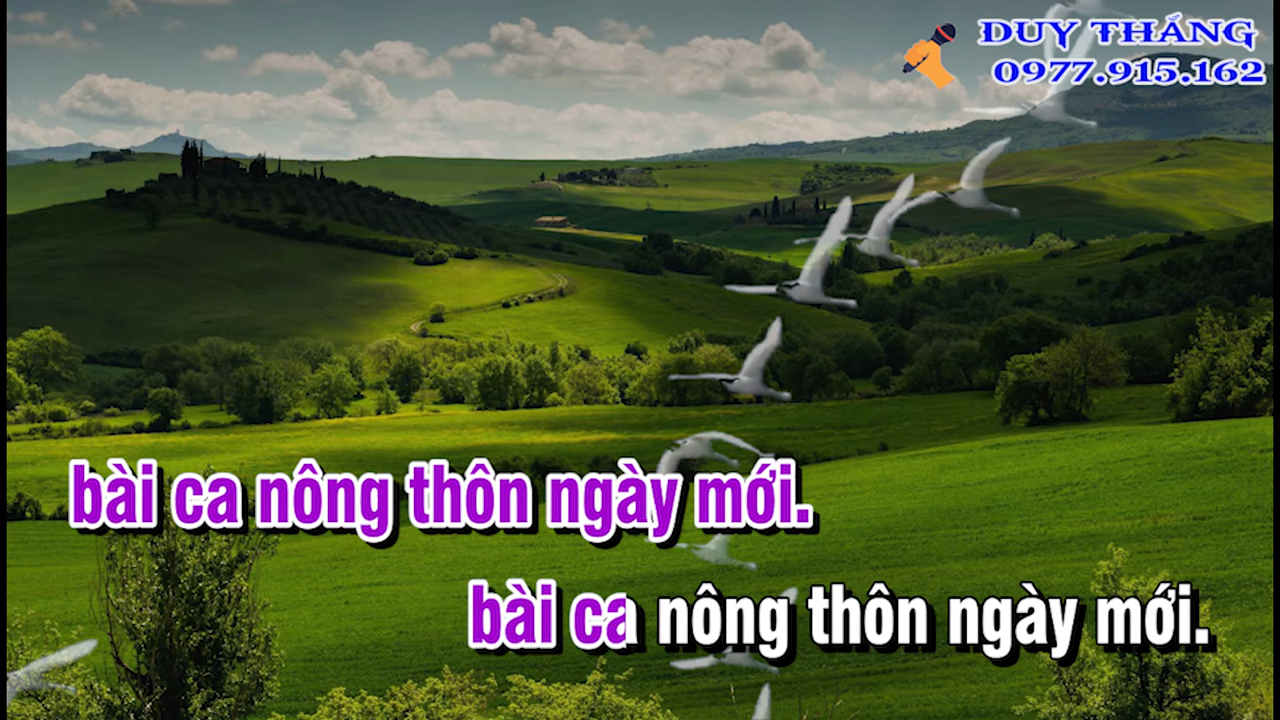 DUY THẮNG
0977.915.162
bài ca nông thôn ngày mới.
bài ca nông thôn ngày mới.